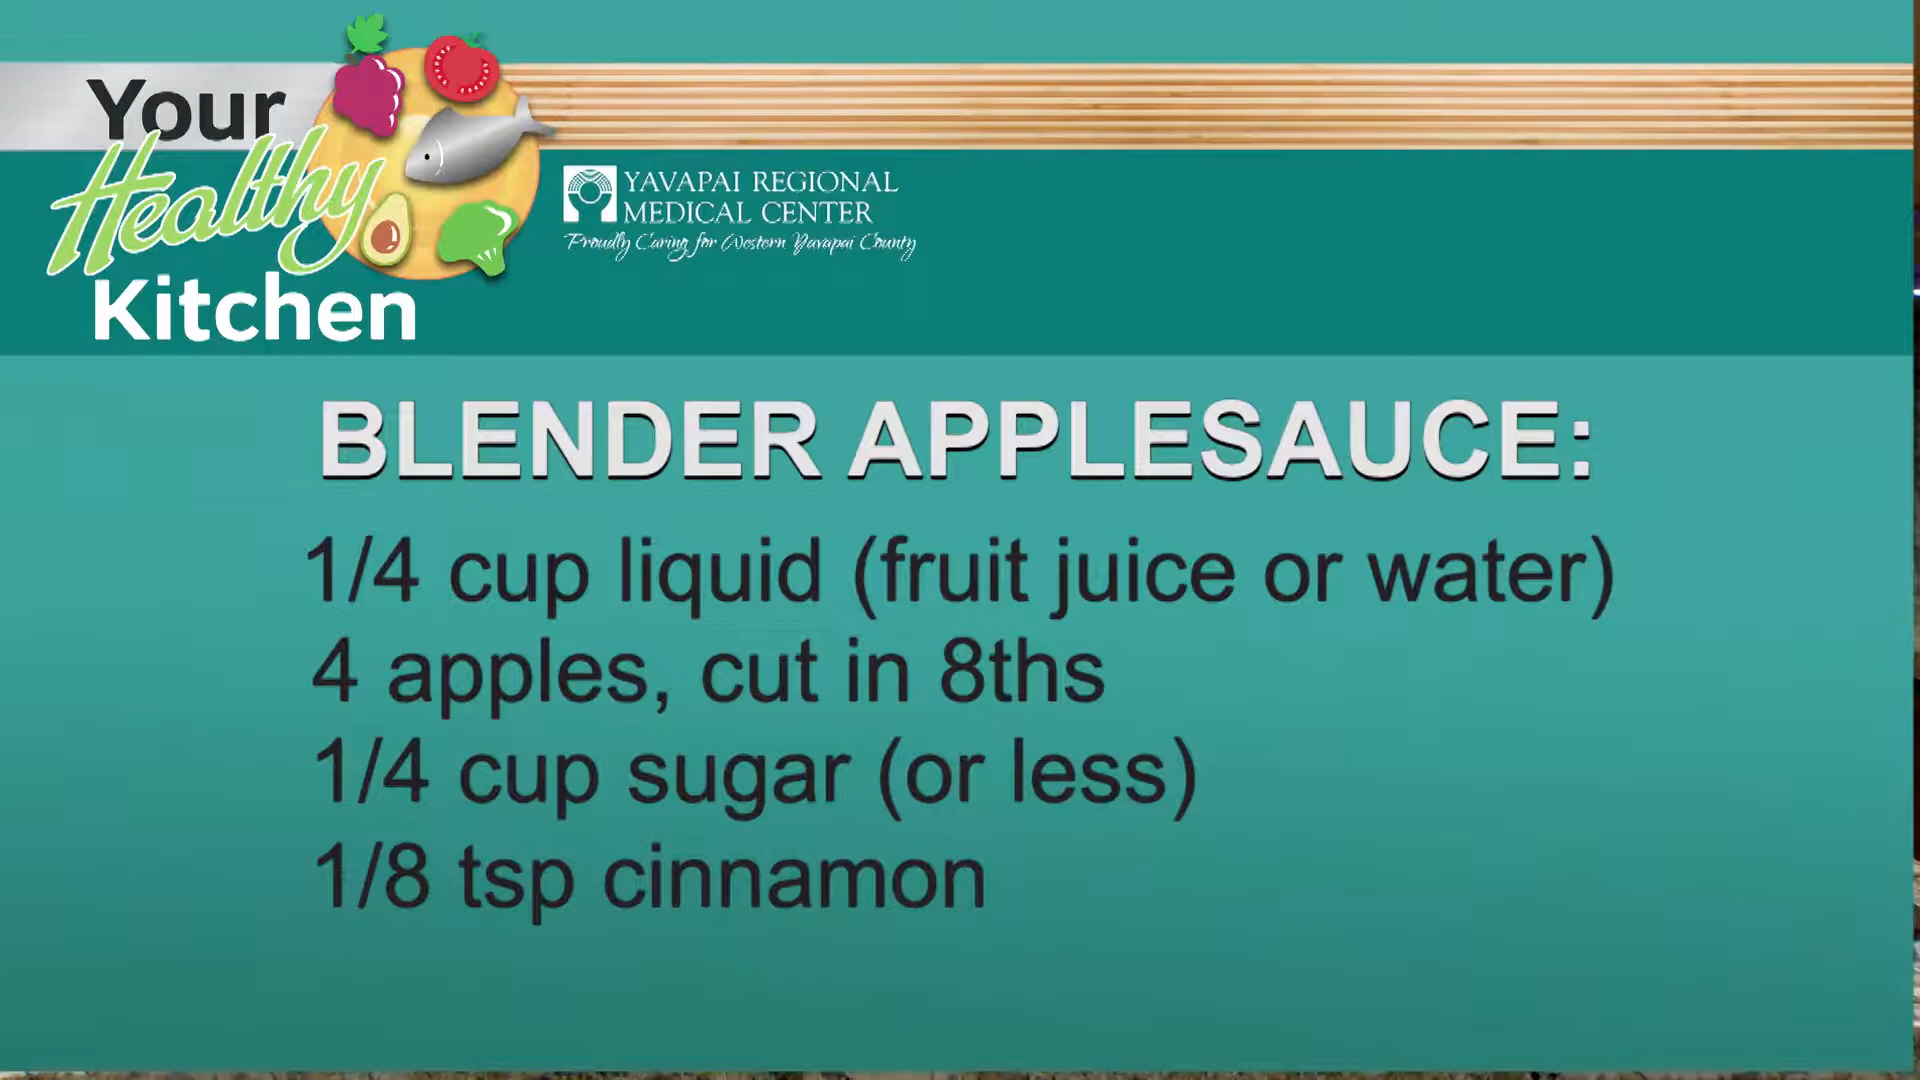 Your
Healthy
Kitchen
YAVAPAI REGIONAL
MEDICAL CENTER
Proudly Caring for Western Yavapai County
BLENDER APPLESAUCE:
1/4 cup liquid (fruit juice or water)
4 apples, cut in 8ths
1/4 cup sugar (or less)
1/8 tsp cinnamon